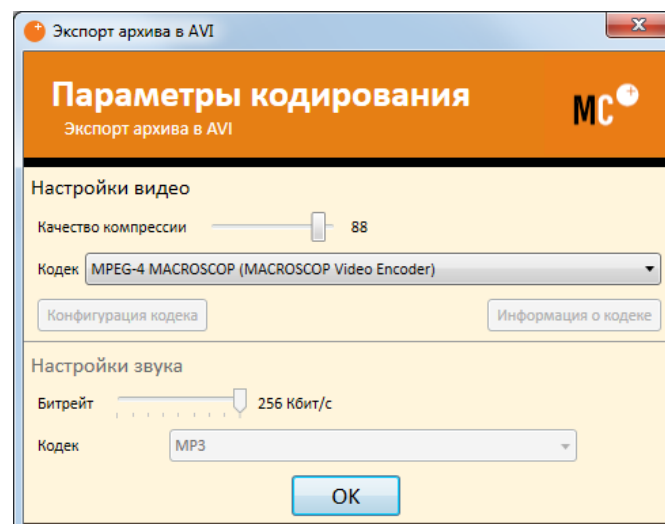 Экспорт архива в AVI
Параметры кодирования
Экспорт архива в AVI
MC
Настройки видео
Качество компрессии 88
Кодек MPEG-4 MACROSCOP (MACROSCOP Video Encoder)
Конфигурация кодека Информация о кодеке
Настройки звука
Битрейт 256 Кбит/с
Кодек MP3
OK